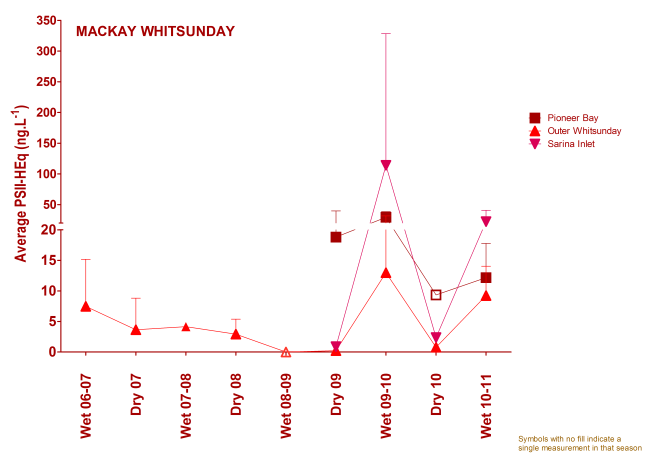 MACKAY WHITSUNDAY
Average PSII-HEq (ng.L-1)
350
300
250
200
150
100
50
20
15
10
5
0
Wet 06-07
Dry 07
Wet 07-08
Dry 08
Wet 08-09
Dry 09
Wet 09-10
Dry 10
Wet 10-11
Pioneer Bay
Outer Whitsunday
Sarina Inlet
Symbols with no fill indicate a
single measurement in that season